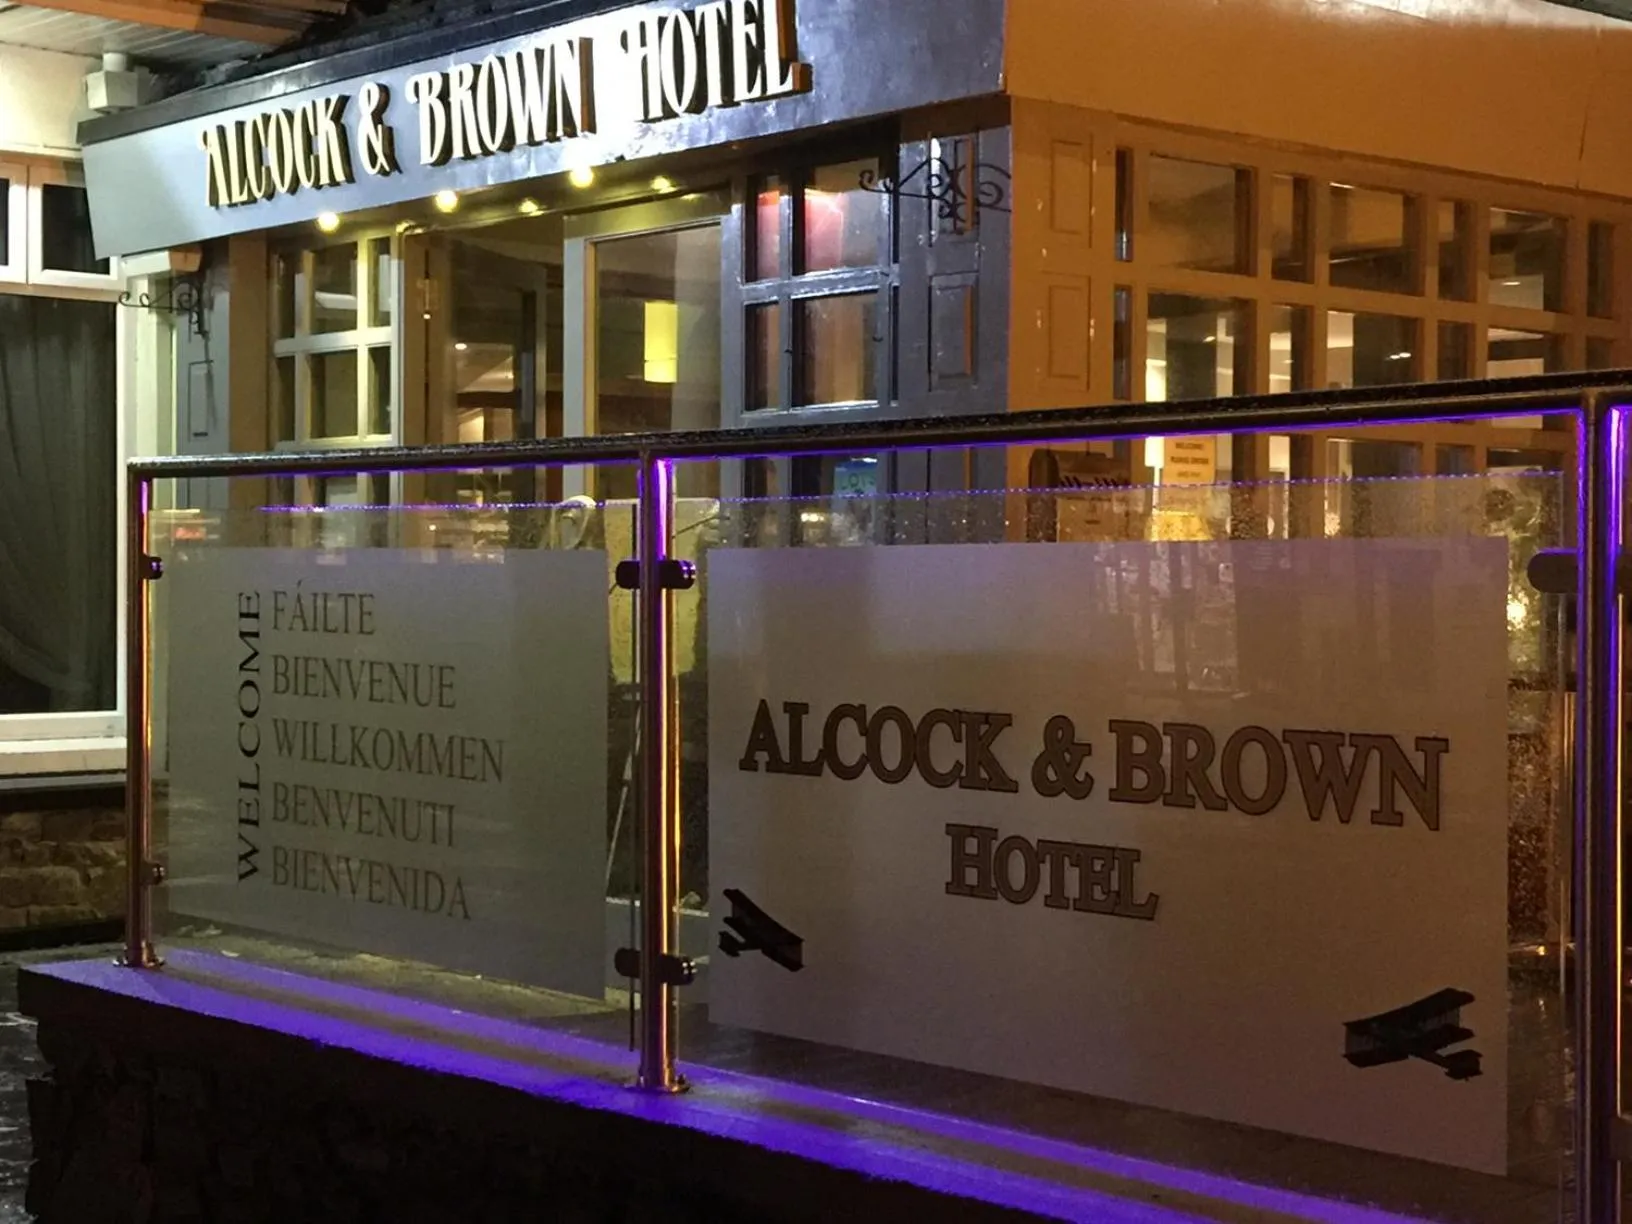 ALCOCK & BROWN HOTEL
WELCOME
FÁILTE
BIENVENUE
WILLKOMMEN
BENVENUTI
BIENVENIDA
ALCOCK & BROWN
HOTEL